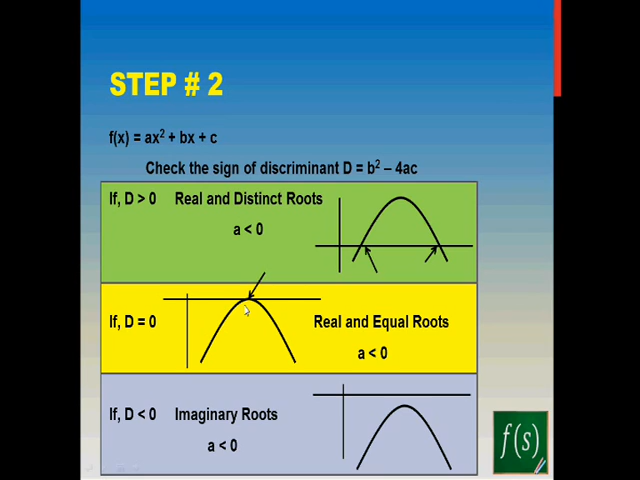 STEP # 2
f(x) = ax² + bx + c
Check the sign of discriminant D = b² – 4ac
If, D > 0 Real and Distinct Roots
a < 0
If, D = 0 Real and Equal Roots
a < 0
If, D < 0 Imaginary Roots
a < 0
f(s)